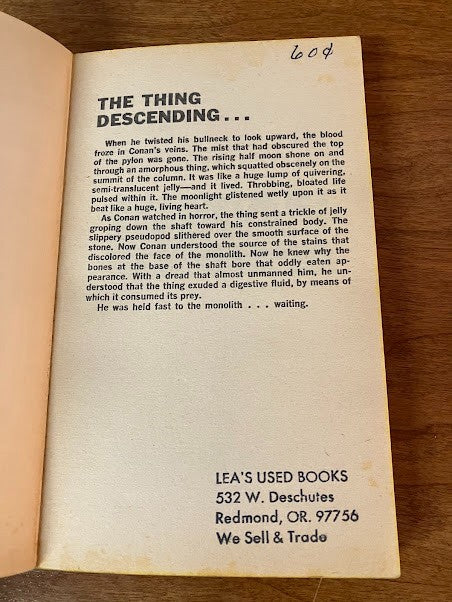 60¢
THE THING
DESCENDING...
When he twisted his bullneck to look upward, the blood
froze in Conan's veins. The mist that had obscured the top
of the pylon was gone. The rising half moon shone on and
through an amorphous thing, which squatted obscenely on the
summit of the column. It was like a huge lump of quivering,
semi-translucent jelly—and it lived. Throbbing, bloated life
pulsed within it. The moonlight glistened wetly upon it as it
beat like a huge, living heart.
As Conan watched in horror, the thing sent a trickle of jelly
groping down the shaft toward his constrained body. The
slippery pseudopod slithered over the smooth surface of the
stone. Now Conan understood the source of the stains that
discolored the face of the monolith. Now he knew why the
bones at the base of the shaft bore that oddly eaten ap-
pearance. With a dread that almost unmanned him, he un-
derstood that the thing exuded a digestive fluid, by means of
which it consumed its prey.
He was held fast to the monolith . . . waiting.
LEA'S USED BOOKS
532 W. Deschutes
Redmond, OR. 97756
We Sell & Trade